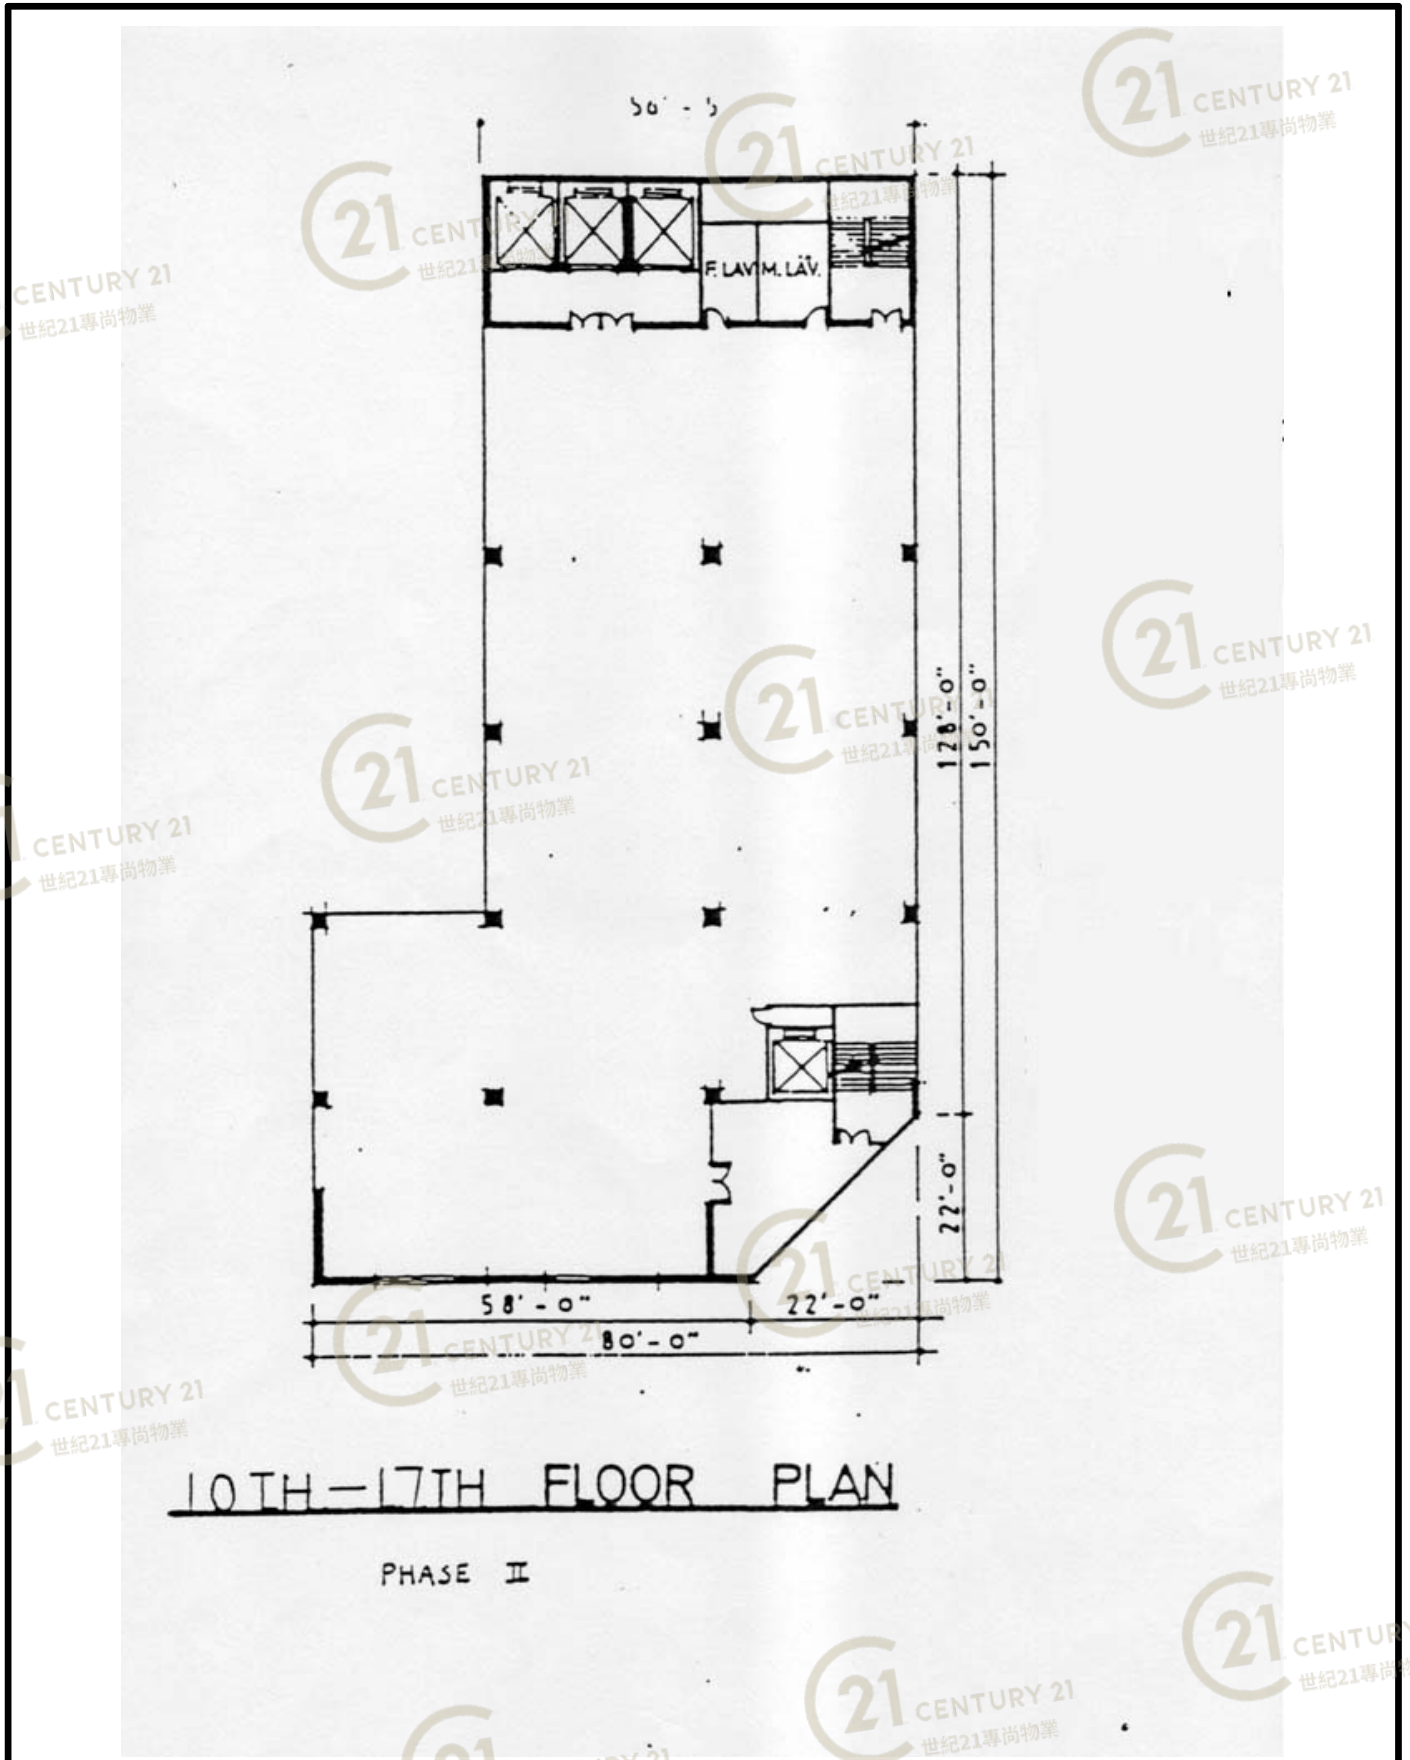 21 CENTURY 21
世紀21專尚物業
F. LAV. M. LAV.
128'-0"
150'-0"
22'-0"
58'-0"
22'-0"
80'-0"
10TH-17TH FLOOR PLAN
PHASE II